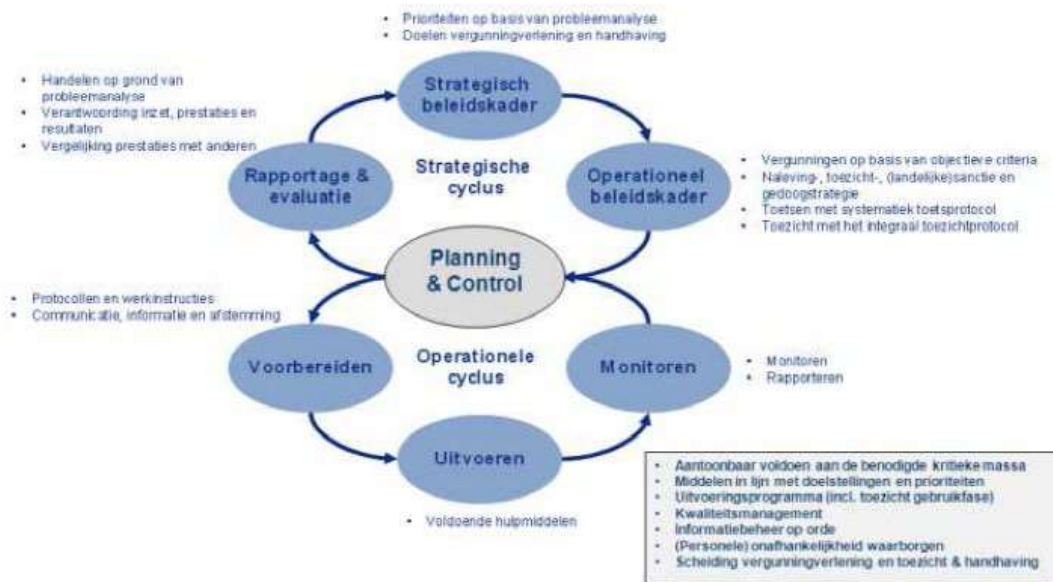 • Prioriteiten op basis van probleemanalyse
• Doelen vergunningverlening en handhaving
Strategisch
beleidskader
• Handelen op grond van
probleemanalyse
• Verantwoording inzet, prestaties en
resultaten
• Vergelijking prestaties met anderen
Rapportage &
evaluatie
Strategische
cyclus
Operationeel
beleidskader
• Vergunningen op basis van objectieve criteria
• Naleving-, toezicht-, (landelijke)sanctie en
gedoogstrategie
• Toetsen met systematiek toetsprotocol
• Toezicht met het integraal toezichtprotocol
Planning
& Control
• Protocollen en werkinstructies
• Communicatie, informatie en afstemming
Voorbereiden
Operationele
cyclus
Monitoren
• Monitoren
• Rapporteren
Uitvoeren
• Voldoende hulpmiddelen
• Aantoonbaar voldoen aan de benodigde kritieke massa
• Middelen in lijn met doelstellingen en prioriteiten
• Uitvoeringsprogramma (incl. toezicht gebruikfase)
• Kwaliteitsmanagement
• Informatiebeheer op orde
• (Personele) onafhankelijkheid waarborgen
• Scheiding vergunningverlening en toezicht & handhaving